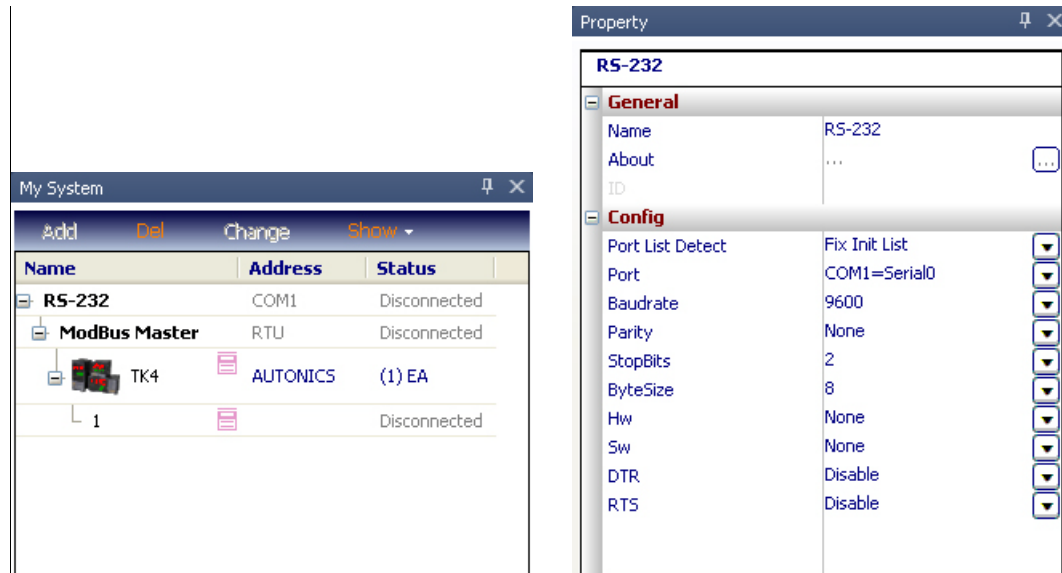 My System
Add Del Change Show
Name Address Status
RS-232 COM1 Disconnected
ModBus Master RTU Disconnected
TK4 AUTONICS (1) EA
1 Disconnected
Property
RS-232
General
Name RS-232
About ... ...
ID
Config
Port List Detect Fix Init List
Port COM1=Serial0
Baudrate 9600
Parity None
StopBits 2
ByteSize 8
Hw None
Sw None
DTR Disable
RTS Disable